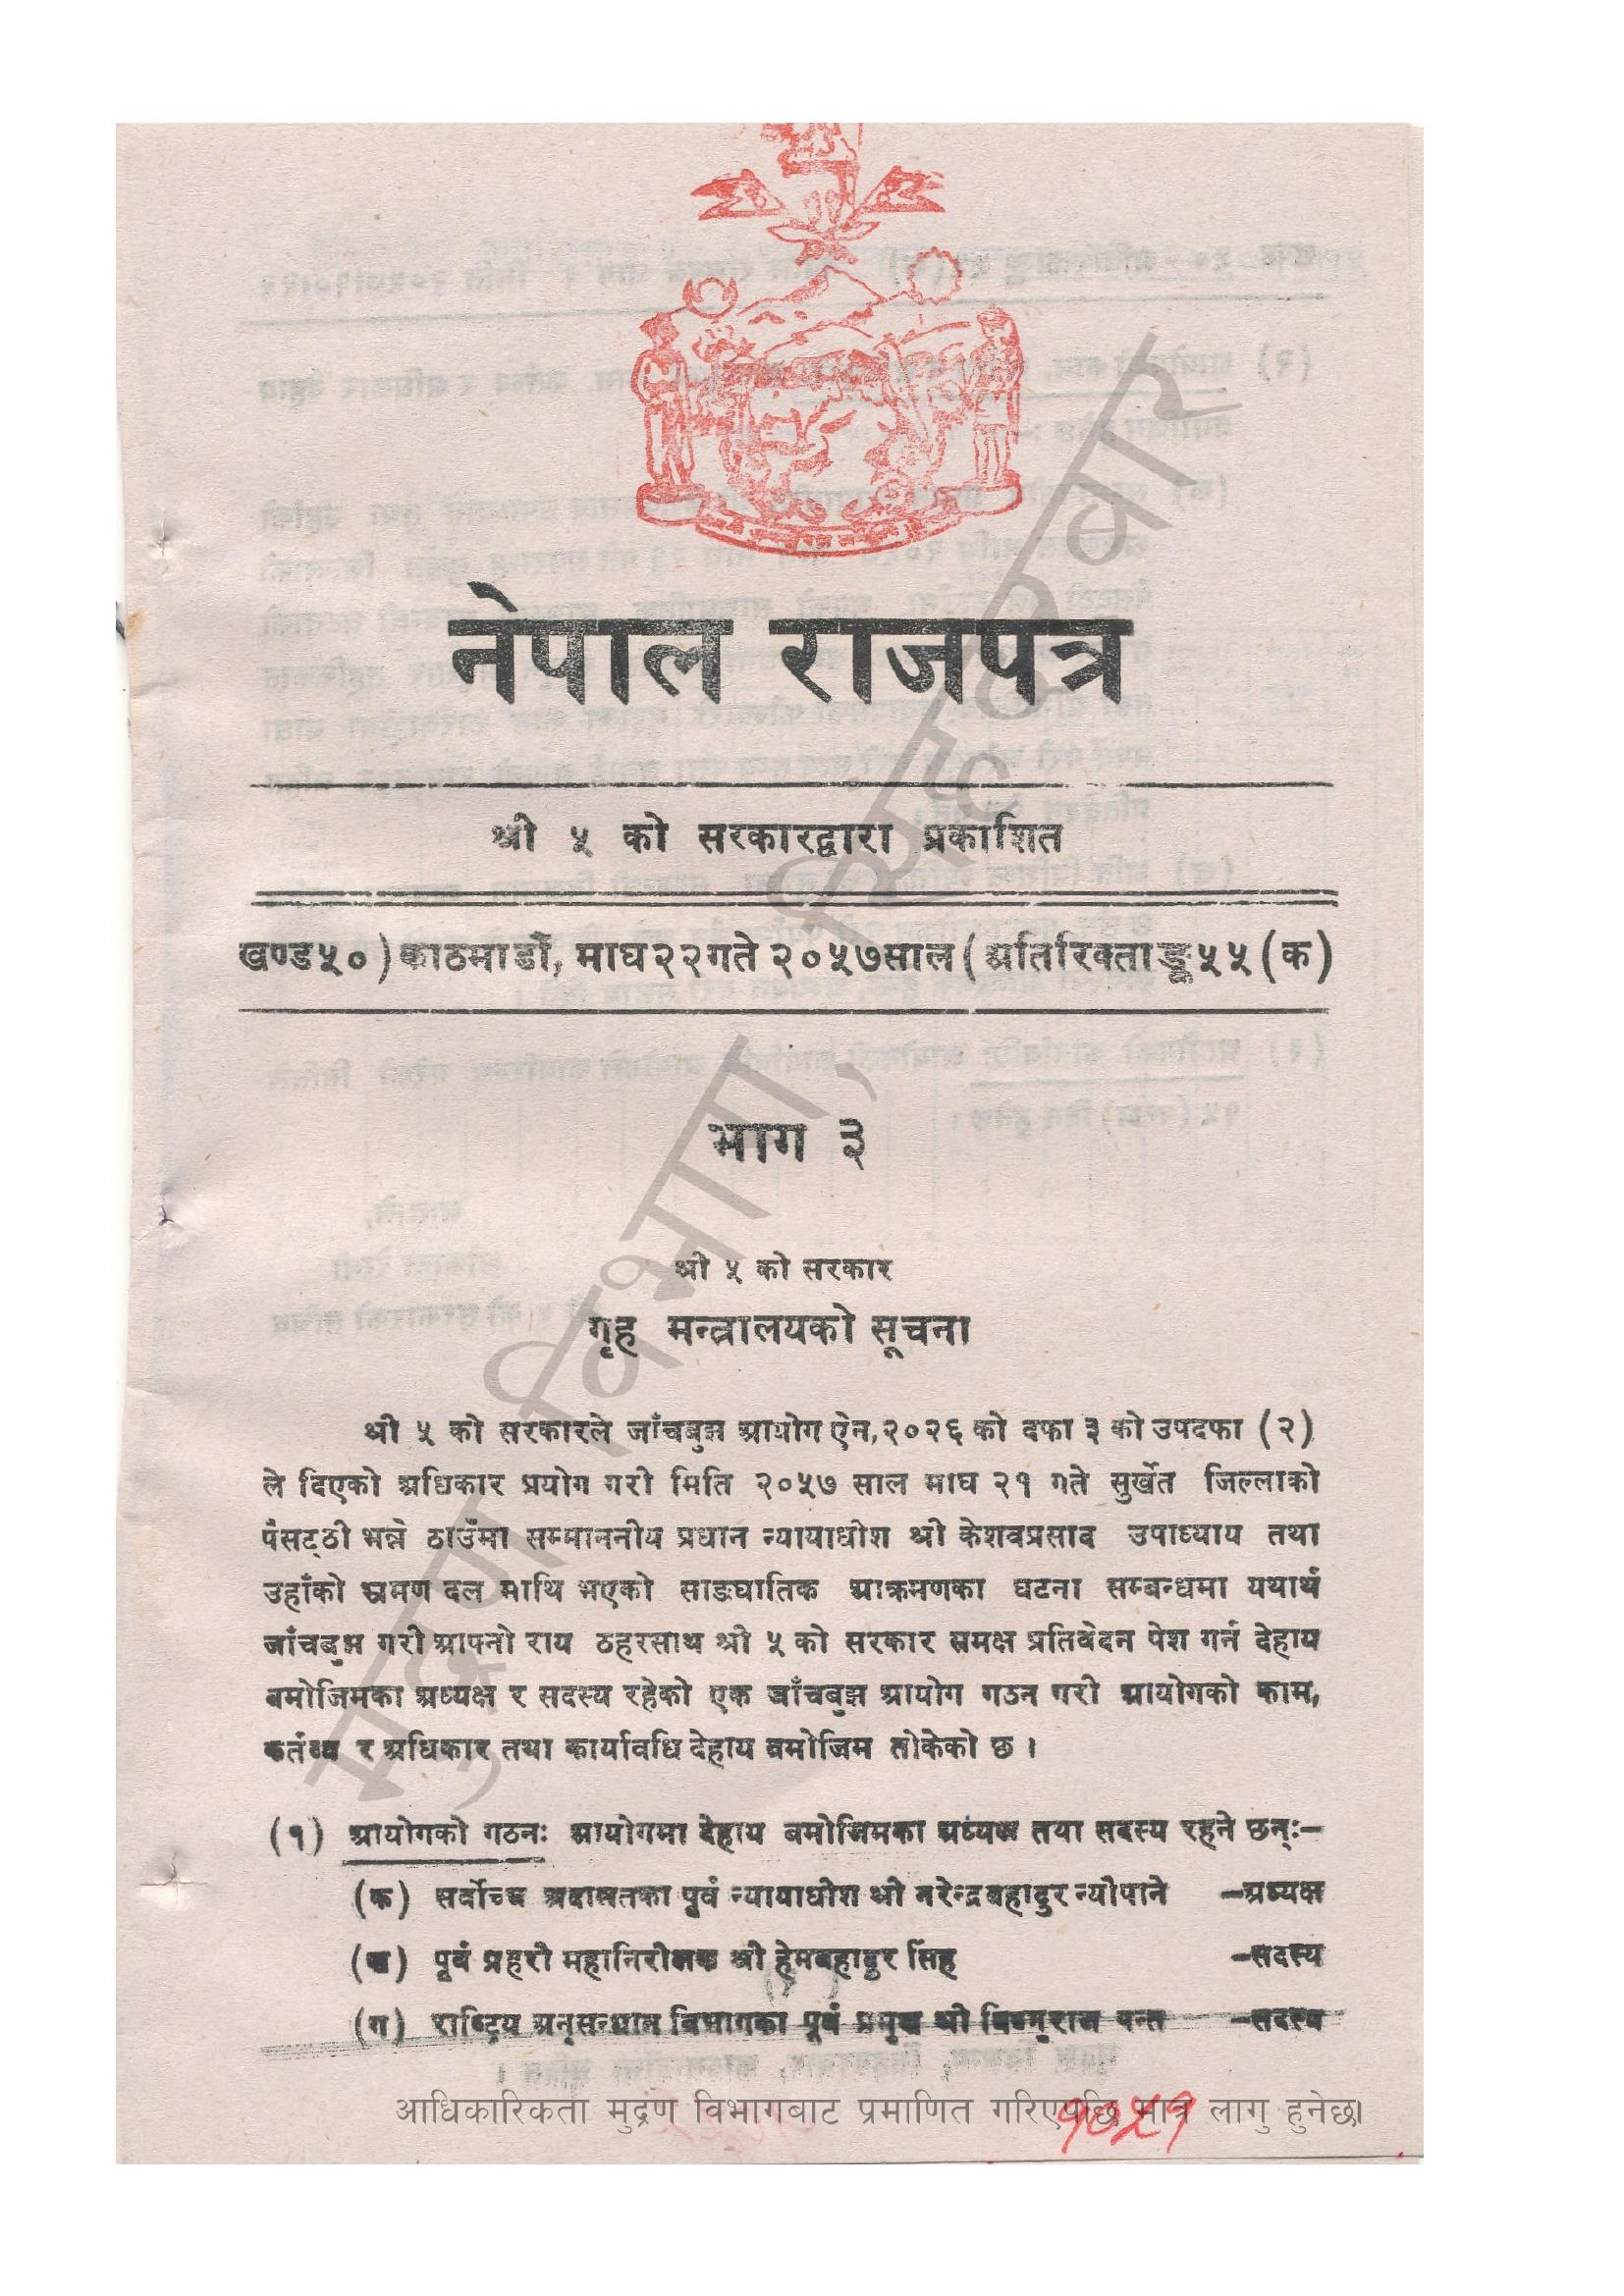 नेपाल राजपत्र
श्री ५ को सरकारद्वारा प्रकाशित
खण्ड ५०) काठमाडौं, माघ २२ गते २०५७ साल ( अतिरिक्ताङ्क ५५ (क)
भाग ३
श्री ५ को सरकार
गृह मन्त्रालयको सूचना
श्री ५ को सरकारले जाँचबुझ आयोग ऐन,२०२६ को दफा ३ को उपदफा (२)
ले दिएको अधिकार प्रयोग गरी मिति २०५७ साल माघ २१ गते सुर्खेत जिल्लाको
पंसट्ठी भन्ने ठाउँमा सम्माननीय प्रधान न्यायाधीश श्री केशवप्रसाद उपाध्याय तथा
उहाँको भ्रमण दल माथि भएको साङघातिक आक्रमणका घटना सम्बन्धमा यथार्थ
जाँचबुझ गरी आफ्नो राय ठहरसाथ श्री ५ को सरकार समक्ष प्रतिवेदन पेश गर्न देहाय
बमोजिमका अध्यक्ष र सदस्य रहेको एक जाँचबुझ आयोग गठन गरी आयोगको काम,
कर्तव्य र अधिकार तथा कार्यावधि देहाय बमोजिम तोकेको छ ।
(१) आयोगको गठनः आयोगमा देहाय बमोजिमका अध्यक्ष तथा सदस्य रहने छन्ः–
(क) सर्वोच्च अदालतका पूर्व न्यायाधीश श्री नरेन्द्रबहादुर न्यौपाने –अध्यक्ष
(ख) पूर्व प्रहरी महानिरीक्षक श्री हेमबहादुर सिंह –सदस्य
(ग) राष्ट्रिय अनुसन्धान विभागका पूर्व प्रमुख श्री विष्णुराज पन्त –सदस्य
आधिकारिकता मुद्रण विभागबाट प्रमाणित गरिएपछि मात्र लागु हुनेछ।
१०५१
मुद्रण विभाग, सिंहदरबार